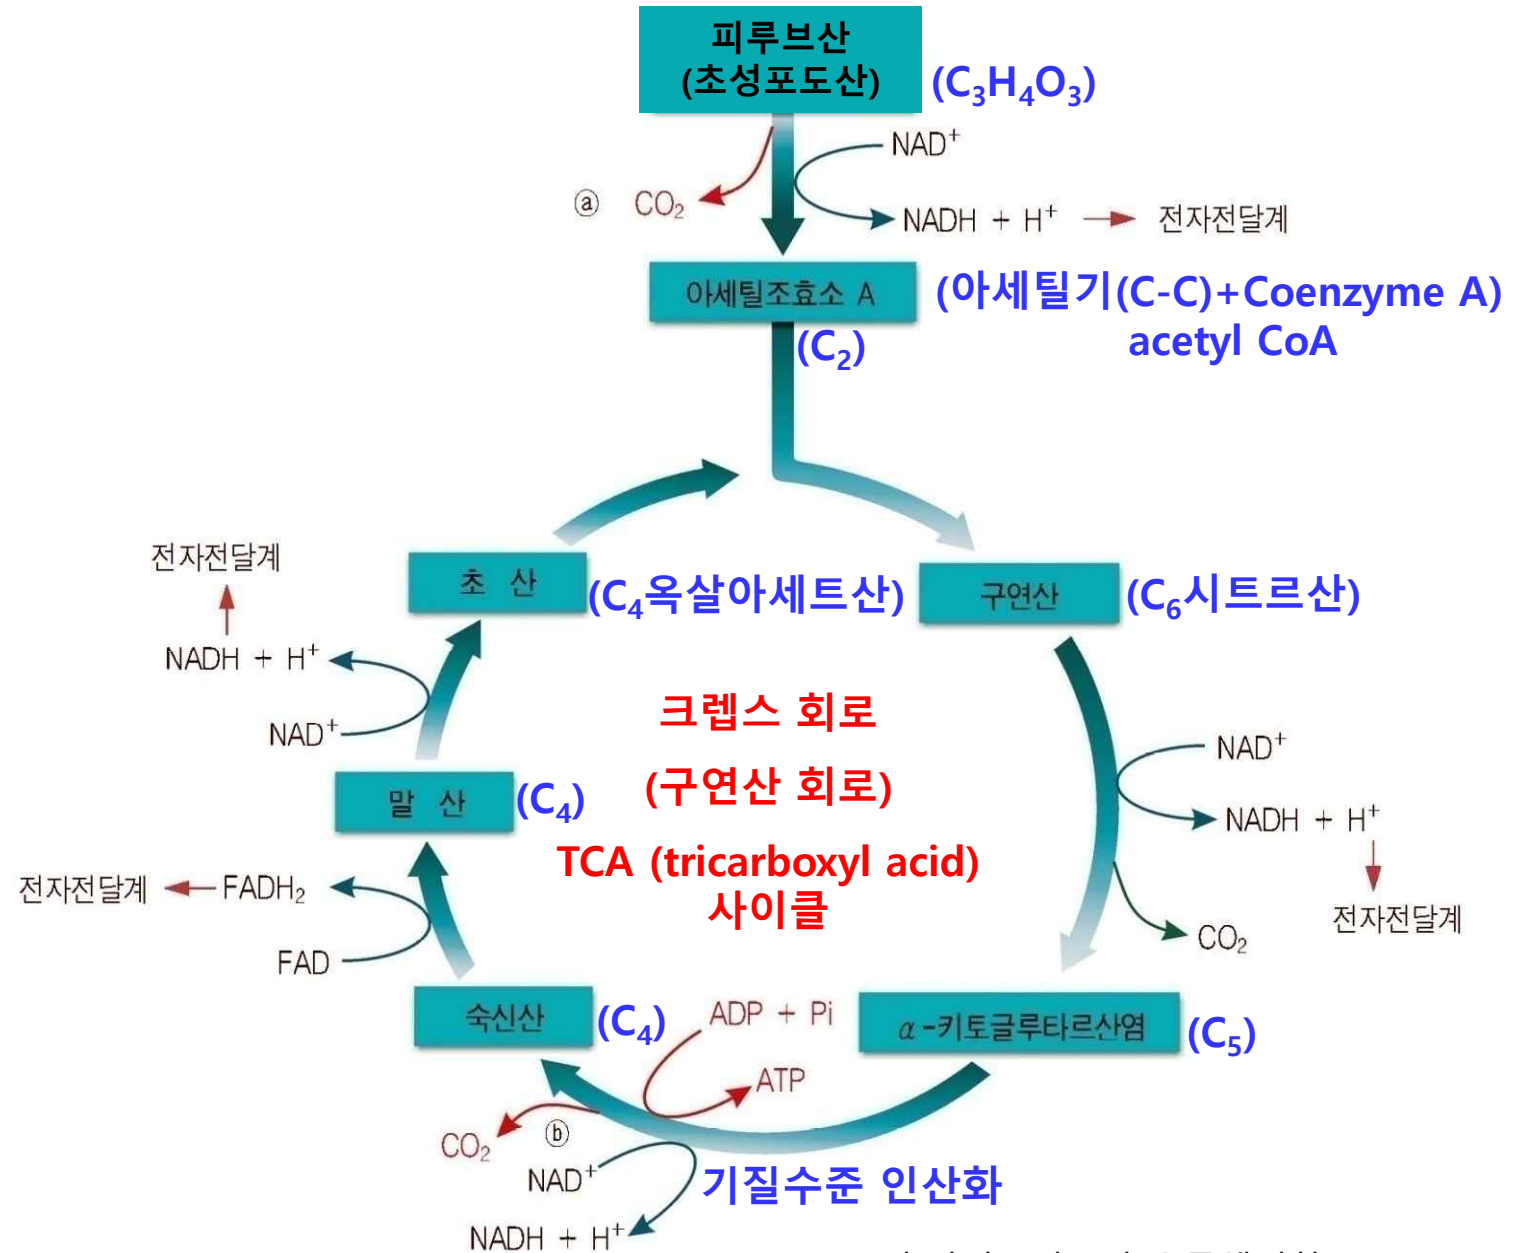 피루브산
(초성포도산)
(C₃H₄O₃)
NAD⁺
ⓐ CO₂
NADH + H⁺
전자전달계
아세틸조효소 A
(아세틸기(C-C)+Coenzyme A)
acetyl CoA
(C₂)
전자전달계
초 산
(C₄옥살아세트산)
구연산
(C₆시트르산)
NADH + H⁺
NAD⁺
크렙스 회로
(구연산 회로)
TCA (tricarboxyl acid)
사이클
NAD⁺
NADH + H⁺
전자전달계
CO₂
말 산
(C₄)
전자전달계
FADH₂
FAD
숙신산
(C₄)
ADP + Pi
ATP
α-키토글루타르산염
(C₅)
CO₂
ⓑ
NAD⁺
NADH + H⁺
기질수준 인산화